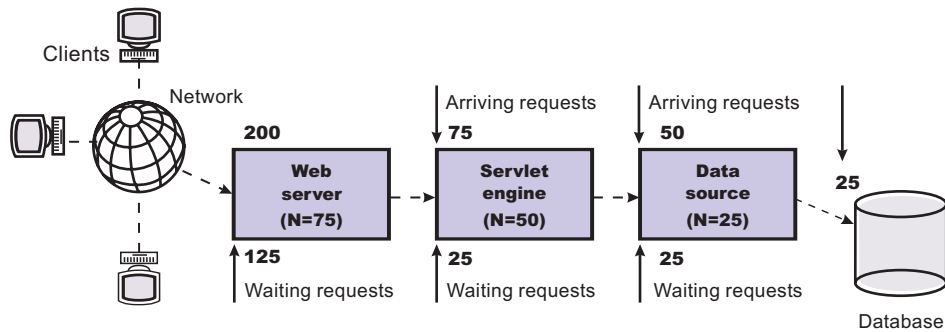 Clients
Network
Arriving requests
Arriving requests
200
75
50
25
Web
server
(N=75)
Servlet
engine
(N=50)
Data
source
(N=25)
125
25
25
Waiting requests
Waiting requests
Waiting requests
Database